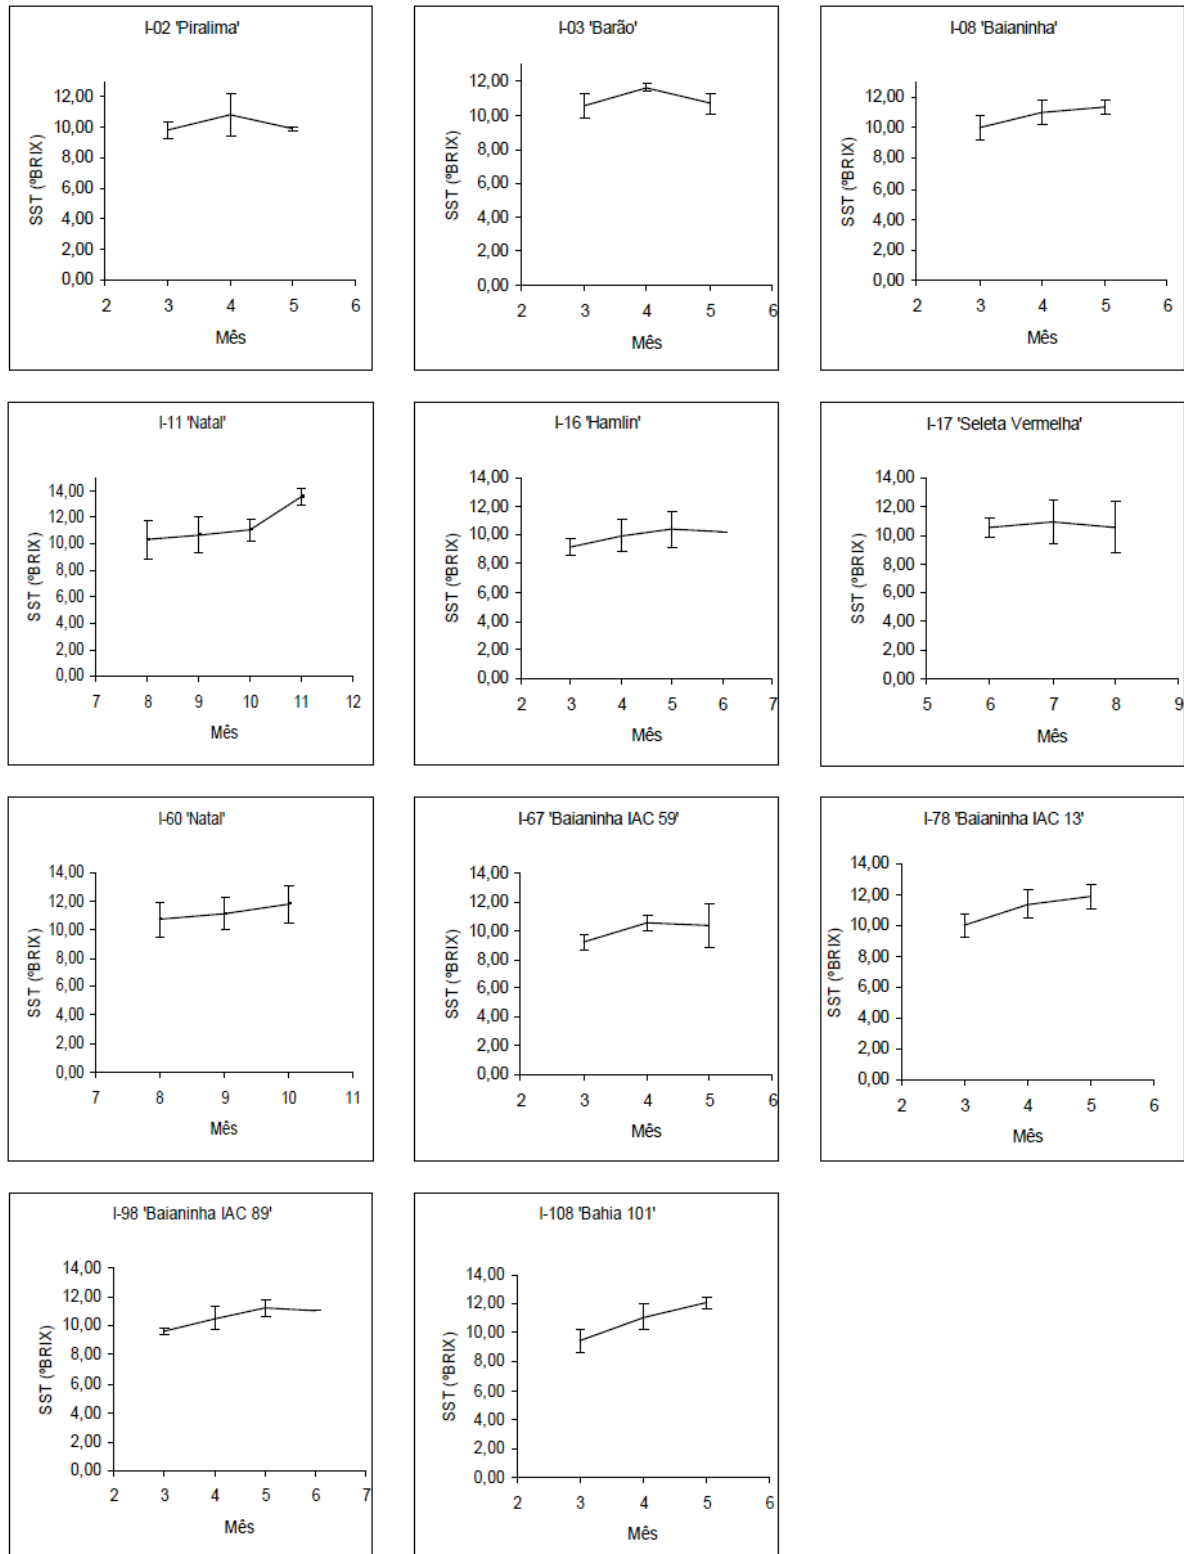 I-02 'Piralima'
12,00
10,00
8,00
6,00
4,00
2,00
0,00
SST (ºBRIX)
2 3 4 5 6
Mês
I-03 'Barão'
12,00
10,00
8,00
6,00
4,00
2,00
0,00
SST (ºBRIX)
2 3 4 5 6
Mês
I-08 'Baianinha'
12,00
10,00
8,00
6,00
4,00
2,00
0,00
SST (ºBRIX)
2 3 4 5 6
Mês
I-11 'Natal'
14,00
12,00
10,00
8,00
6,00
4,00
2,00
0,00
SST (ºBRIX)
7 8 9 10 11 12
Mês
I-16 'Hamlin'
14,00
12,00
10,00
8,00
6,00
4,00
2,00
0,00
SST (ºBRIX)
2 3 4 5 6 7
Mês
I-17 'Seleta Vermelha'
14,00
12,00
10,00
8,00
6,00
4,00
2,00
0,00
SST (ºBRIX)
5 6 7 8 9
Mês
I-60 'Natal'
14,00
12,00
10,00
8,00
6,00
4,00
2,00
0,00
SST (ºBRIX)
7 8 9 10 11
Mês
I-67 'Baianinha IAC 59'
14,00
12,00
10,00
8,00
6,00
4,00
2,00
0,00
SST (ºBRIX)
2 3 4 5 6
Mês
I-78 'Baianinha IAC 13'
14,00
12,00
10,00
8,00
6,00
4,00
2,00
0,00
SST (ºBRIX)
2 3 4 5 6
Mês
I-98 'Baianinha IAC 89'
14,00
12,00
10,00
8,00
6,00
4,00
2,00
0,00
SST (ºBRIX)
2 3 4 5 6 7
Mês
I-108 'Bahia 101'
14,00
12,00
10,00
8,00
6,00
4,00
2,00
0,00
SST (ºBRIX)
2 3 4 5 6
Mês